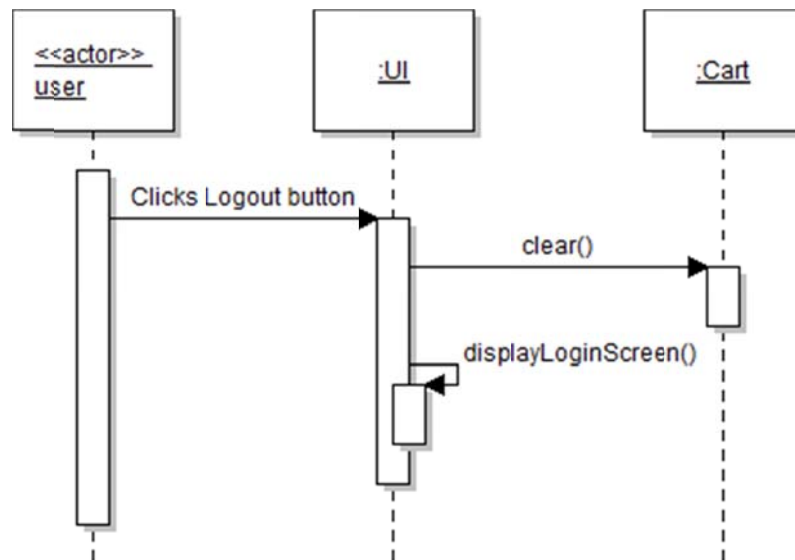 <<actor>>
user
:UI
:Cart
Clicks Logout button
clear()
displayLoginScreen()